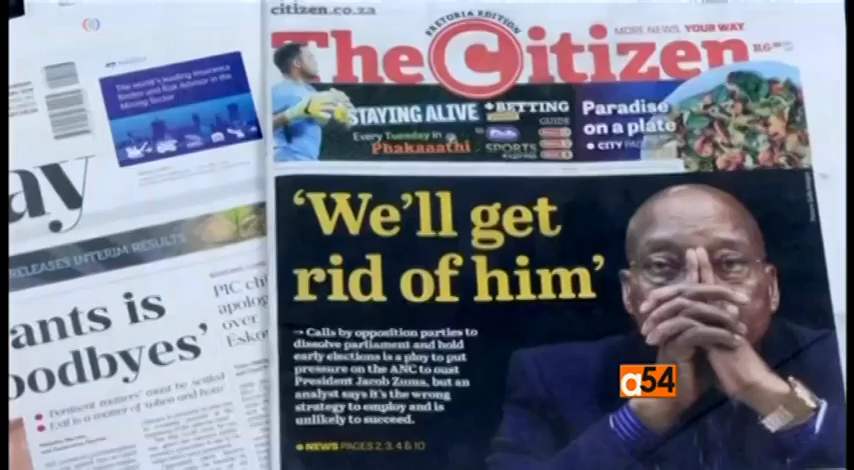 citizen.co.za
PRETORIA EDITION
MORE NEWS. YOUR WAY
The Citizen
STAYING ALIVE
Every Tuesday in
Phakaaathi
+BETTING
GUIDE
SPORTS
express
Paradise
on a plate
• CITY
'We'll get
rid of him'
→ Calls by opposition parties to
dissolve parliament and hold
early elections is a ploy to put
pressure on the ANC to oust
President Jacob Zuma, but an
analyst says it's the wrong
strategy to employ and is
unlikely to succeed.
• NEWS PAGES 2, 3, 4 & 10
a54
The world's leading Insurance
Broker and Risk Advisor in the
Mining Sector
ay
RELEASES INTERIM RESULTS
ants is
oodbyes'
PIC chi
apolog
over
Esko